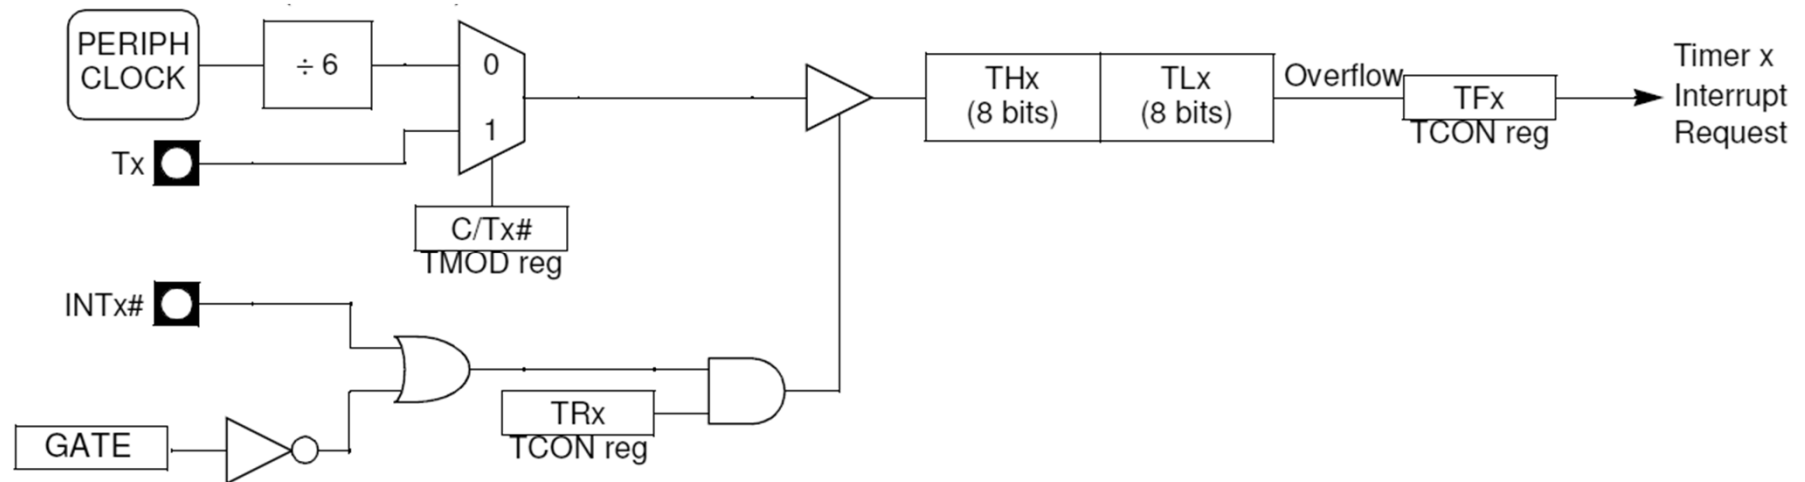 PERIPH
CLOCK
÷ 6
0
1
Tx
C/Tx#
TMOD reg
THx
(8 bits)
TLx
(8 bits)
Overflow
TFx
TCON reg
Timer x
Interrupt
Request
INTx#
GATE
TRx
TCON reg